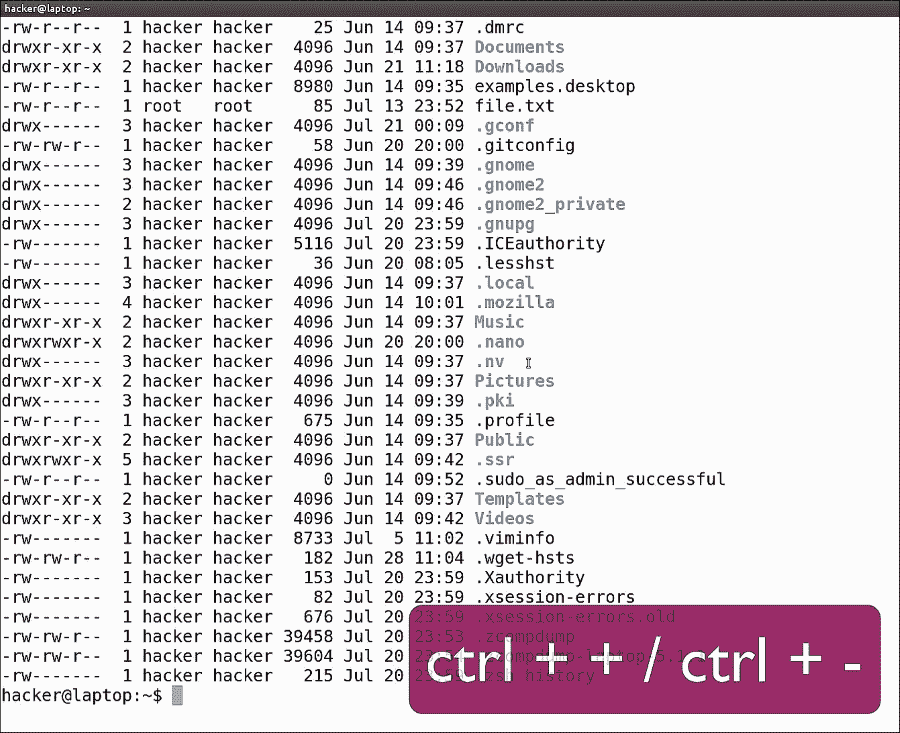 hacker@laptop: ~
-rw-r--r-- 1 hacker hacker 25 Jun 14 09:37 .dmrc
drwxr-xr-x 2 hacker hacker 4096 Jun 14 09:37 Documents
drwxr-xr-x 2 hacker hacker 4096 Jun 21 11:18 Downloads
-rw-r--r-- 1 hacker hacker 8980 Jun 14 09:35 examples.desktop
-rw-r--r-- 1 root root 85 Jul 13 23:52 file.txt
drwx------ 3 hacker hacker 4096 Jul 21 00:09 .gconf
-rw-rw-r-- 1 hacker hacker 58 Jun 20 20:00 .gitconfig
drwx------ 3 hacker hacker 4096 Jun 14 09:39 .gnome
drwx------ 3 hacker hacker 4096 Jun 14 09:46 .gnome2
drwx------ 2 hacker hacker 4096 Jun 14 09:46 .gnome2_private
drwx------ 3 hacker hacker 4096 Jul 20 23:59 .gnupg
-rw------- 1 hacker hacker 5116 Jul 20 23:59 .ICEauthority
-rw------- 1 hacker hacker 36 Jun 20 08:05 .lesshst
drwx------ 3 hacker hacker 4096 Jun 14 09:37 .local
drwx------ 4 hacker hacker 4096 Jun 14 10:01 .mozilla
drwxr-xr-x 2 hacker hacker 4096 Jun 14 09:37 Music
drwxrwxr-x 2 hacker hacker 4096 Jun 20 20:00 .nano
drwx------ 3 hacker hacker 4096 Jun 14 09:37 .nv
drwxr-xr-x 2 hacker hacker 4096 Jun 14 09:37 Pictures
drwx------ 3 hacker hacker 4096 Jun 14 09:39 .pki
-rw-r--r-- 1 hacker hacker 675 Jun 14 09:35 .profile
drwxr-xr-x 2 hacker hacker 4096 Jun 14 09:37 Public
drwxrwxr-x 5 hacker hacker 4096 Jun 14 09:42 .ssr
-rw-r--r-- 1 hacker hacker 0 Jun 14 09:52 .sudo_as_admin_successful
drwxr-xr-x 2 hacker hacker 4096 Jun 14 09:37 Templates
drwxr-xr-x 3 hacker hacker 4096 Jun 14 09:42 Videos
-rw------- 1 hacker hacker 8733 Jul 5 11:02 .viminfo
-rw-rw-r-- 1 hacker hacker 182 Jun 28 11:04 .wget-hsts
-rw------- 1 hacker hacker 153 Jul 20 23:59 .Xauthority
-rw------- 1 hacker hacker 82 Jul 20 23:59 .xsession-errors
-rw------- 1 hacker hacker 676 Jul 20 23:59 .xsession-errors.old
-rw-rw-r-- 1 hacker hacker 39458 Jul 20 23:53 .zcompdump
-rw-rw-r-- 1 hacker hacker 39604 Jul 20
-rw------- 1 hacker hacker 215 Jul 20
hacker@laptop:~$
ctrl + + / ctrl + -